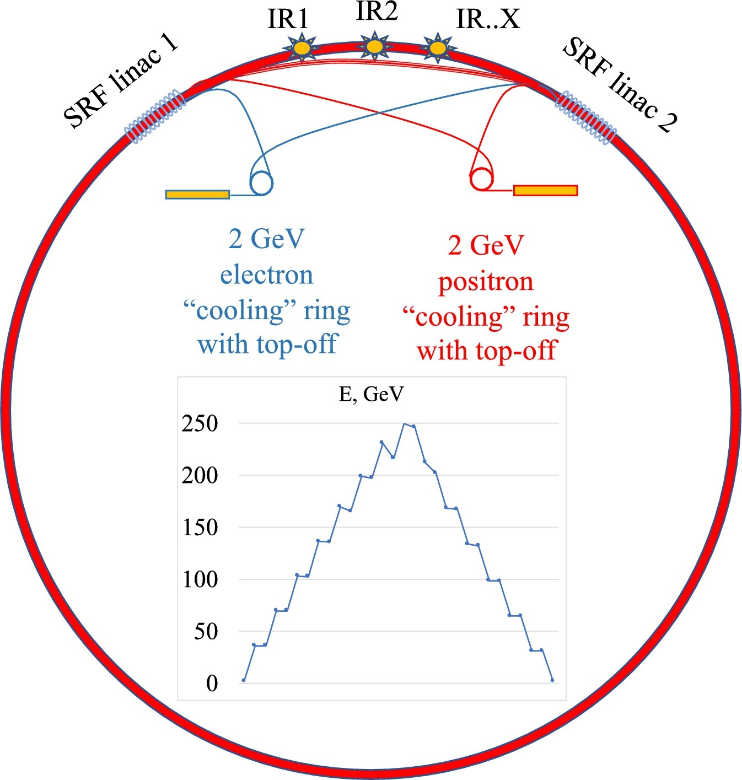 IR1
IR2
IR..X
SRF linac 1
SRF linac 2
2 GeV
electron
“cooling” ring
with top-off
2 GeV
positron
“cooling” ring
with top-off
E, GeV
250
200
150
100
50
0